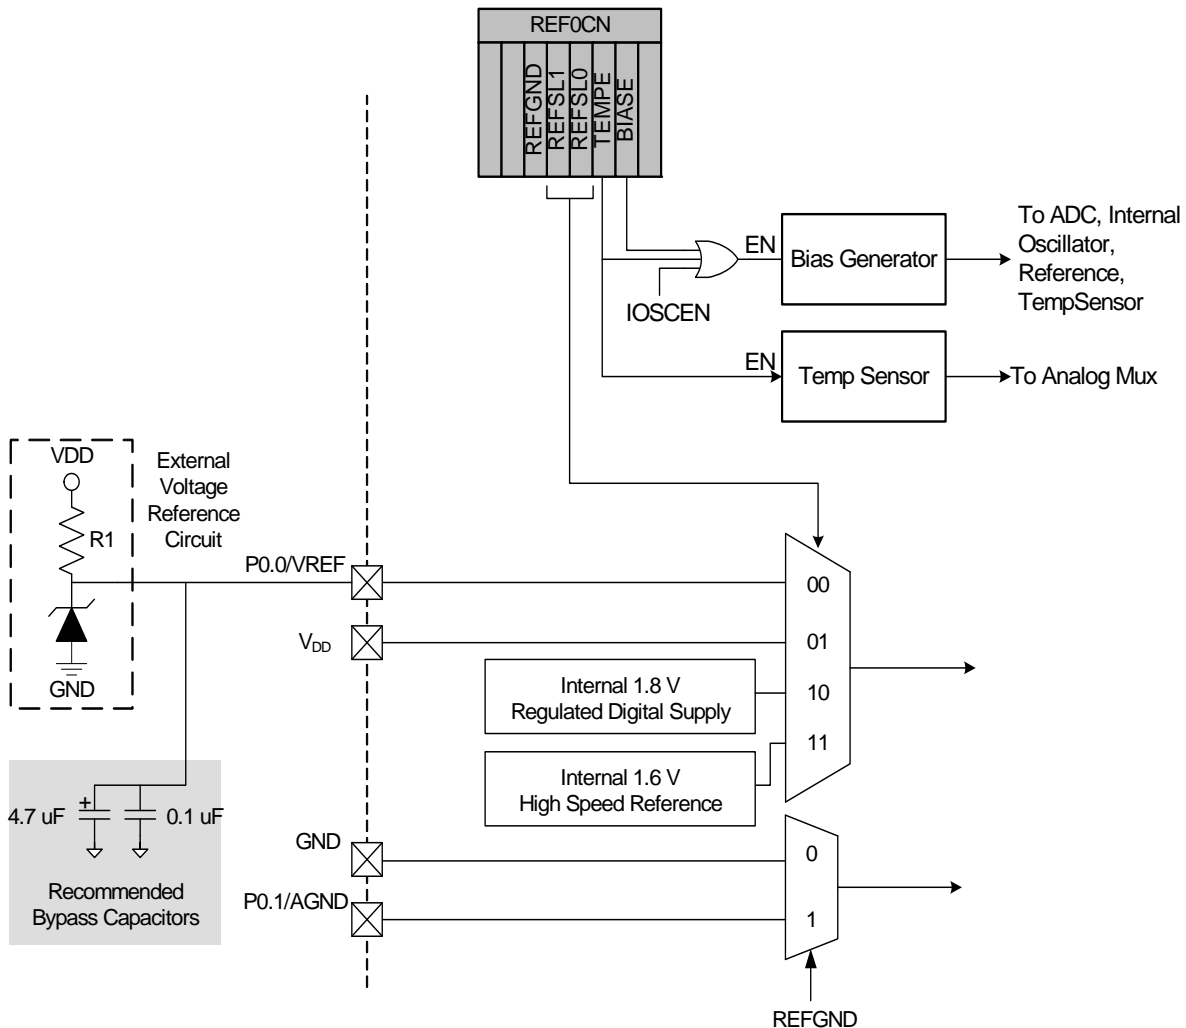 REF0CN
REFGND
REFSL1
REFSL0
TEMPE
BIASE
EN
Bias Generator
To ADC, Internal
Oscillator,
Reference,
TempSensor
IOSCEN
EN
Temp Sensor
To Analog Mux
VDD
R1
GND
External
Voltage
Reference
Circuit
P0.0/VREF
00
VDD
01
Internal 1.8 V
Regulated Digital Supply
10
11
Internal 1.6 V
High Speed Reference
4.7 uF
+
0.1 uF
Recommended
Bypass Capacitors
GND
0
P0.1/AGND
1
REFGND